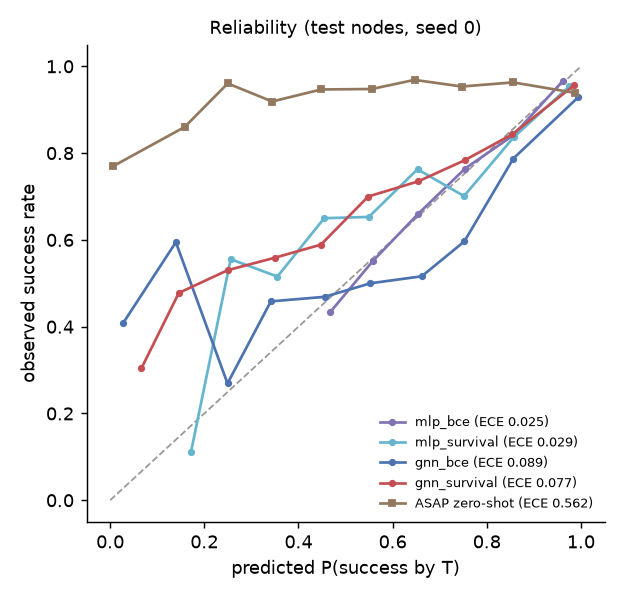 Reliability (test nodes, seed 0)
observed success rate
1.0
0.8
0.6
0.4
0.2
0.0
mlp_bce (ECE 0.025)
mlp_survival (ECE 0.029)
gnn_bce (ECE 0.089)
gnn_survival (ECE 0.077)
ASAP zero-shot (ECE 0.562)
0.0 0.2 0.4 0.6 0.8 1.0
predicted P(success by T)